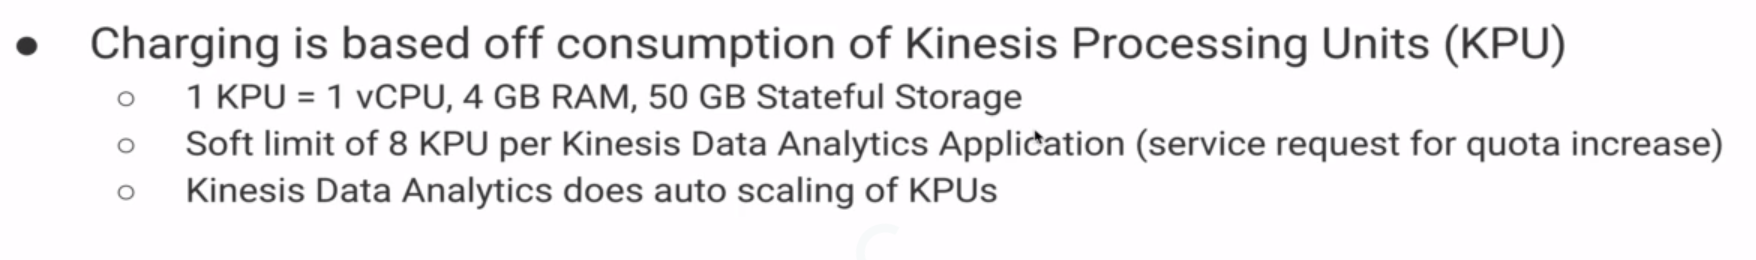 ● Charging is based off consumption of Kinesis Processing Units (KPU)
○ 1 KPU = 1 vCPU, 4 GB RAM, 50 GB Stateful Storage
○ Soft limit of 8 KPU per Kinesis Data Analytics Application (service request for quota increase)
○ Kinesis Data Analytics does auto scaling of KPUs